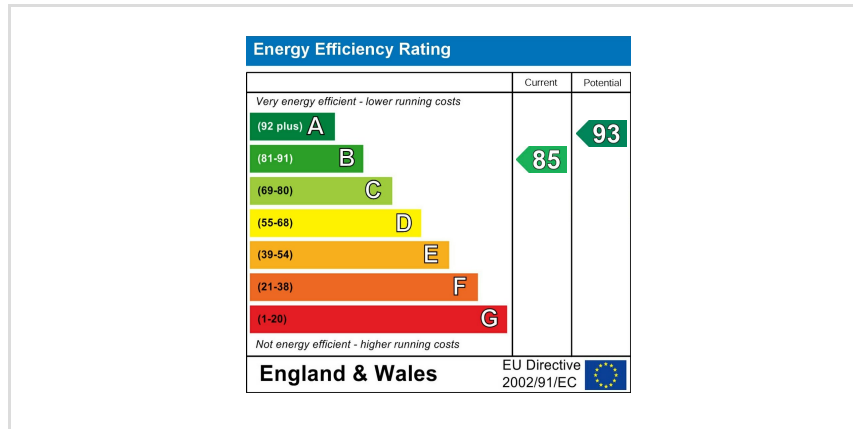 Energy Efficiency Rating
Current Potential
Very energy efficient - lower running costs
(92 plus) A
93
(81-91) B
85
(69-80) C
(55-68) D
(39-54) E
(21-38) F
(1-20) G
Not energy efficient - higher running costs
England & Wales
EU Directive
2002/91/EC